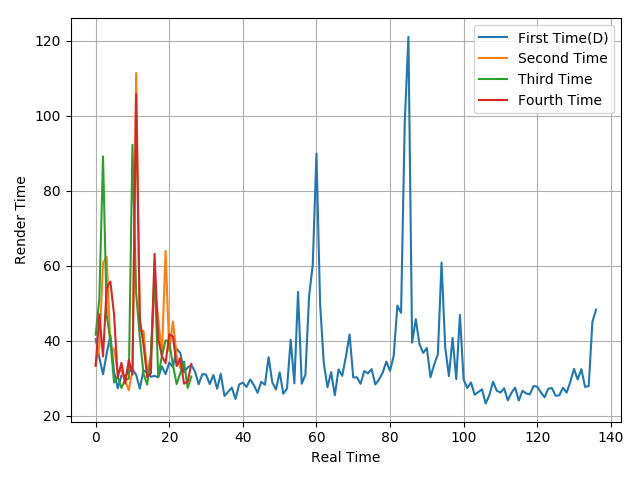 First Time(D)
Second Time
Third Time
Fourth Time
Render Time
120
100
80
60
40
20
0 20 40 60 80 100 120 140
Real Time